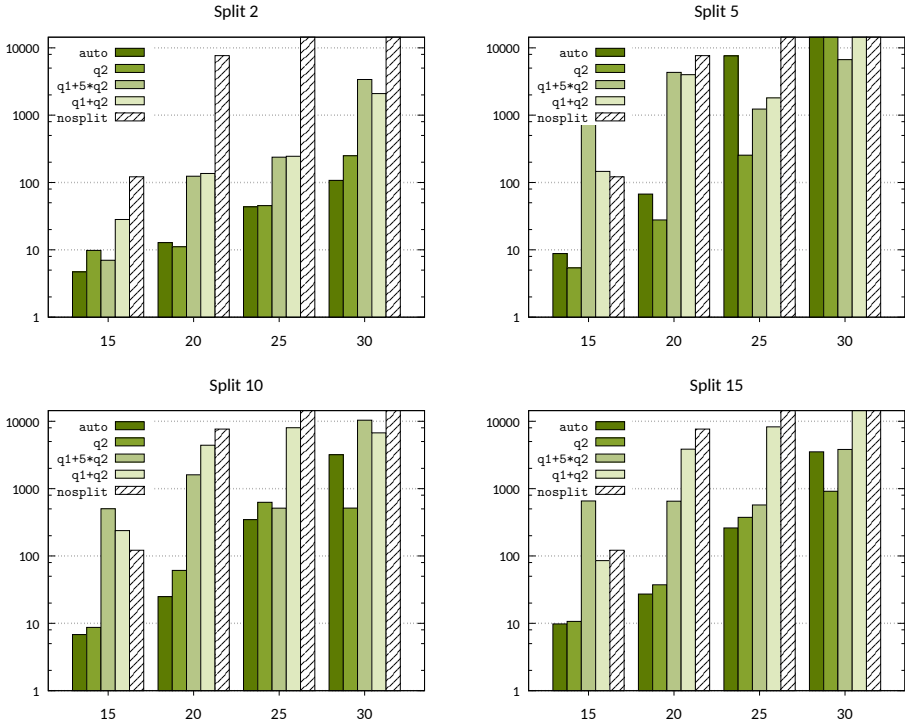 Split 2
10000
1000
100
10
1
auto
q2
q1+5*q2
q1+q2
nosplit
15 20 25 30
Split 5
10000
1000
100
10
1
auto
q2
q1+5*q2
q1+q2
nosplit
15 20 25 30
Split 10
10000
1000
100
10
1
auto
q2
q1+5*q2
q1+q2
nosplit
15 20 25 30
Split 15
10000
1000
100
10
1
auto
q2
q1+5*q2
q1+q2
nosplit
15 20 25 30